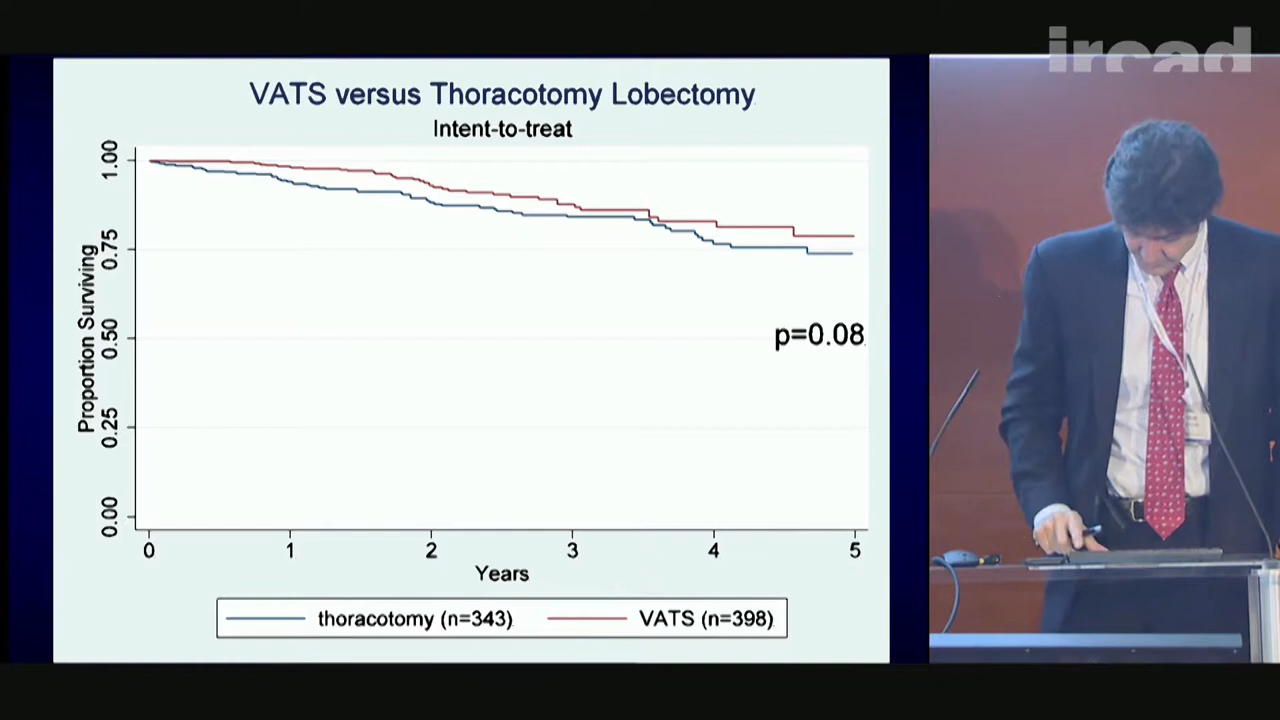 ircad
VATS versus Thoracotomy Lobectomy
Intent-to-treat
Proportion Surviving
1.00
0.75
0.50
0.25
0.00
p=0.08
0 1 2 3 4 5
Years
thoracotomy (n=343) VATS (n=398)